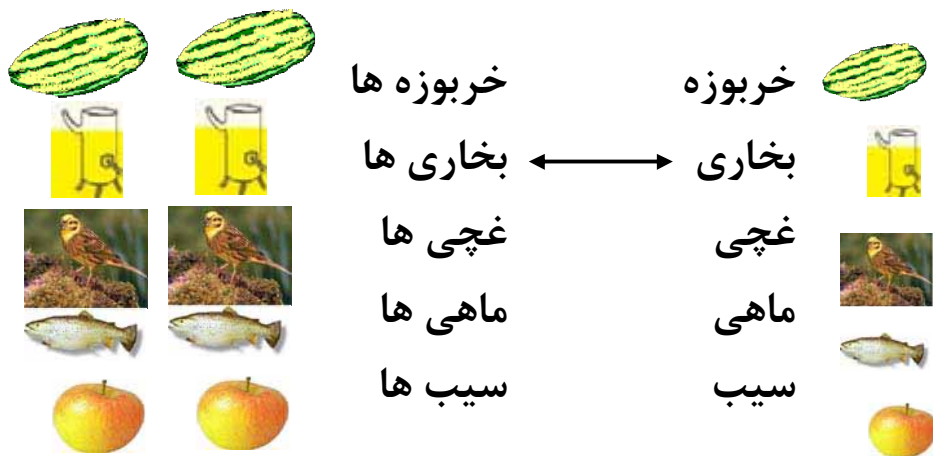 خربوزه خربوزه ها
بخاری بخاری ها
غچی غچی ها
ماهی ماهی ها
سیب سیب ها